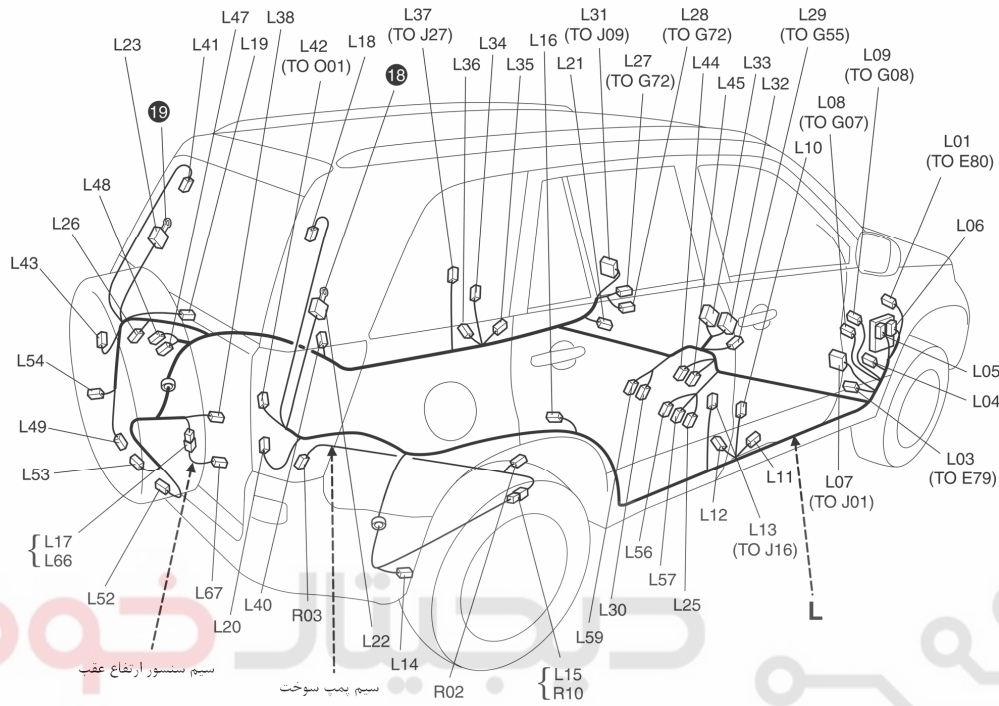 L37
(TO J27)
L31
(TO J09)
L28
(TO G72)
L29
(TO G55)
L47
L38
L23
L41
L19
L42
(TO O01)
L18
18
L36
L34
L35
L16
L21
L27
(TO G72)
L44
L45
L33
L32
L09
(TO G08)
L08
(TO G07)
L10
L01
(TO E80)
19
L48
L26
L43
L06
L54
L05
L04
L49
L53
L03
(TO E79)
L07
(TO J01)
L11
L12
L13
(TO J16)
L17
L66
L52
L67
L20
L40
R03
L22
L14
R02
L15
R10
L59
L30
L56
L57
L25
L
سیم سنسور ارتفاع عقب
سیم پمپ سوخت
دیجیتال خودرو